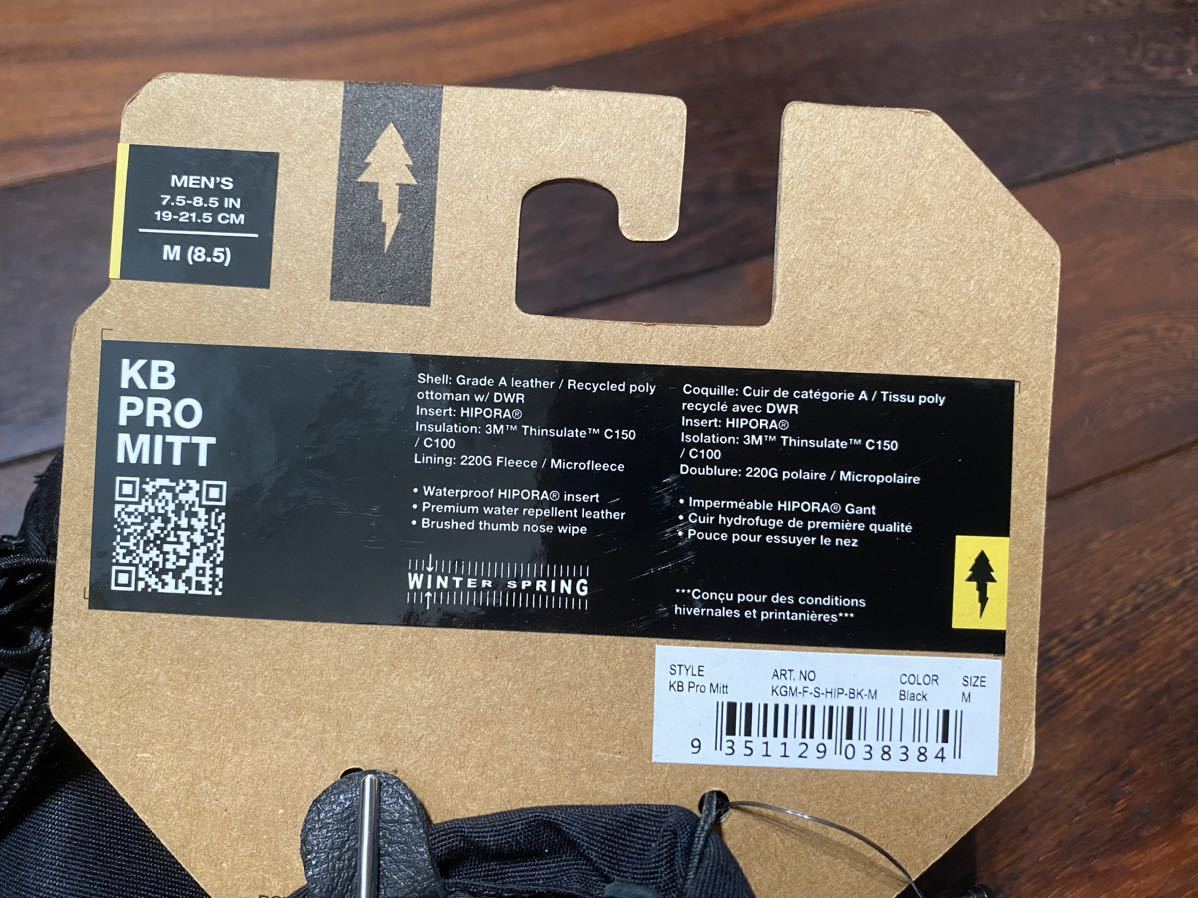 MEN'S
7.5-8.5 IN
19-21.5 CM
M (8.5)
KB
PRO
MITT
Shell: Grade A leather / Recycled poly
ottoman w/ DWR
Insert: HIPORA®
Insulation: 3M™ Thinsulate™ C150
/ C100
Lining: 220G Fleece / Microfleece
• Waterproof HIPORA® insert
• Premium water repellent leather
• Brushed thumb nose wipe
WINTER SPRING
Coquille: Cuir de catégorie A / Tissu poly
recyclé avec DWR
Insert: HIPORA®
Isolation: 3M™ Thinsulate™ C150
/ C100
Doublure: 220G polaire / Micropolaire
• Imperméable HIPORA® Gant
• Cuir hydrofuge de première qualité
• Pouce pour essuyer le nez
***Conçu pour des conditions
hivernales et printanières***
STYLE ART. NO COLOR SIZE
KB Pro Mitt KGM-F-S-HIP-BK-M Black M
9 351129 038384